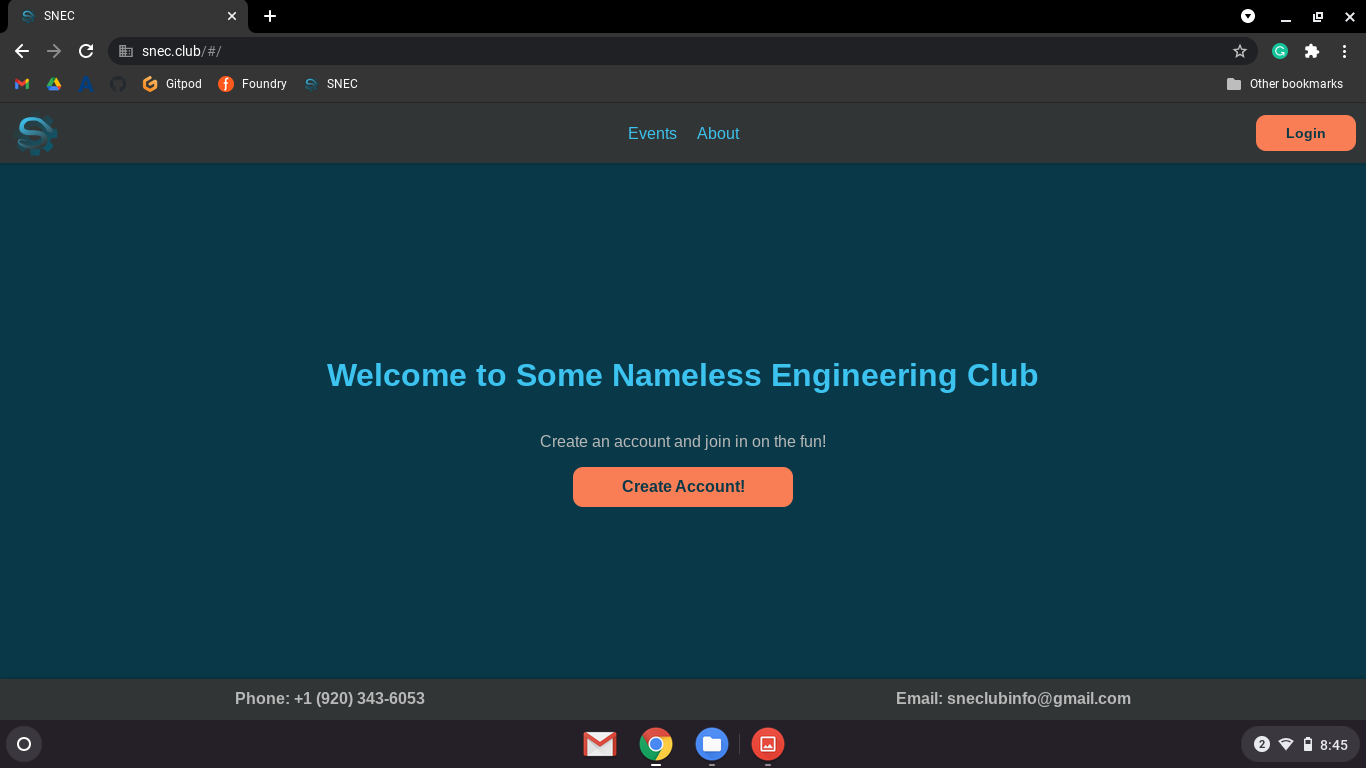 SNEC
snec.club/#/
Gitpod Foundry SNEC Other bookmarks
Events About Login
Welcome to Some Nameless Engineering Club
Create an account and join in on the fun!
Create Account!
Phone: +1 (920) 343-6053 Email: sneclubinfo@gmail.com
2 8:45